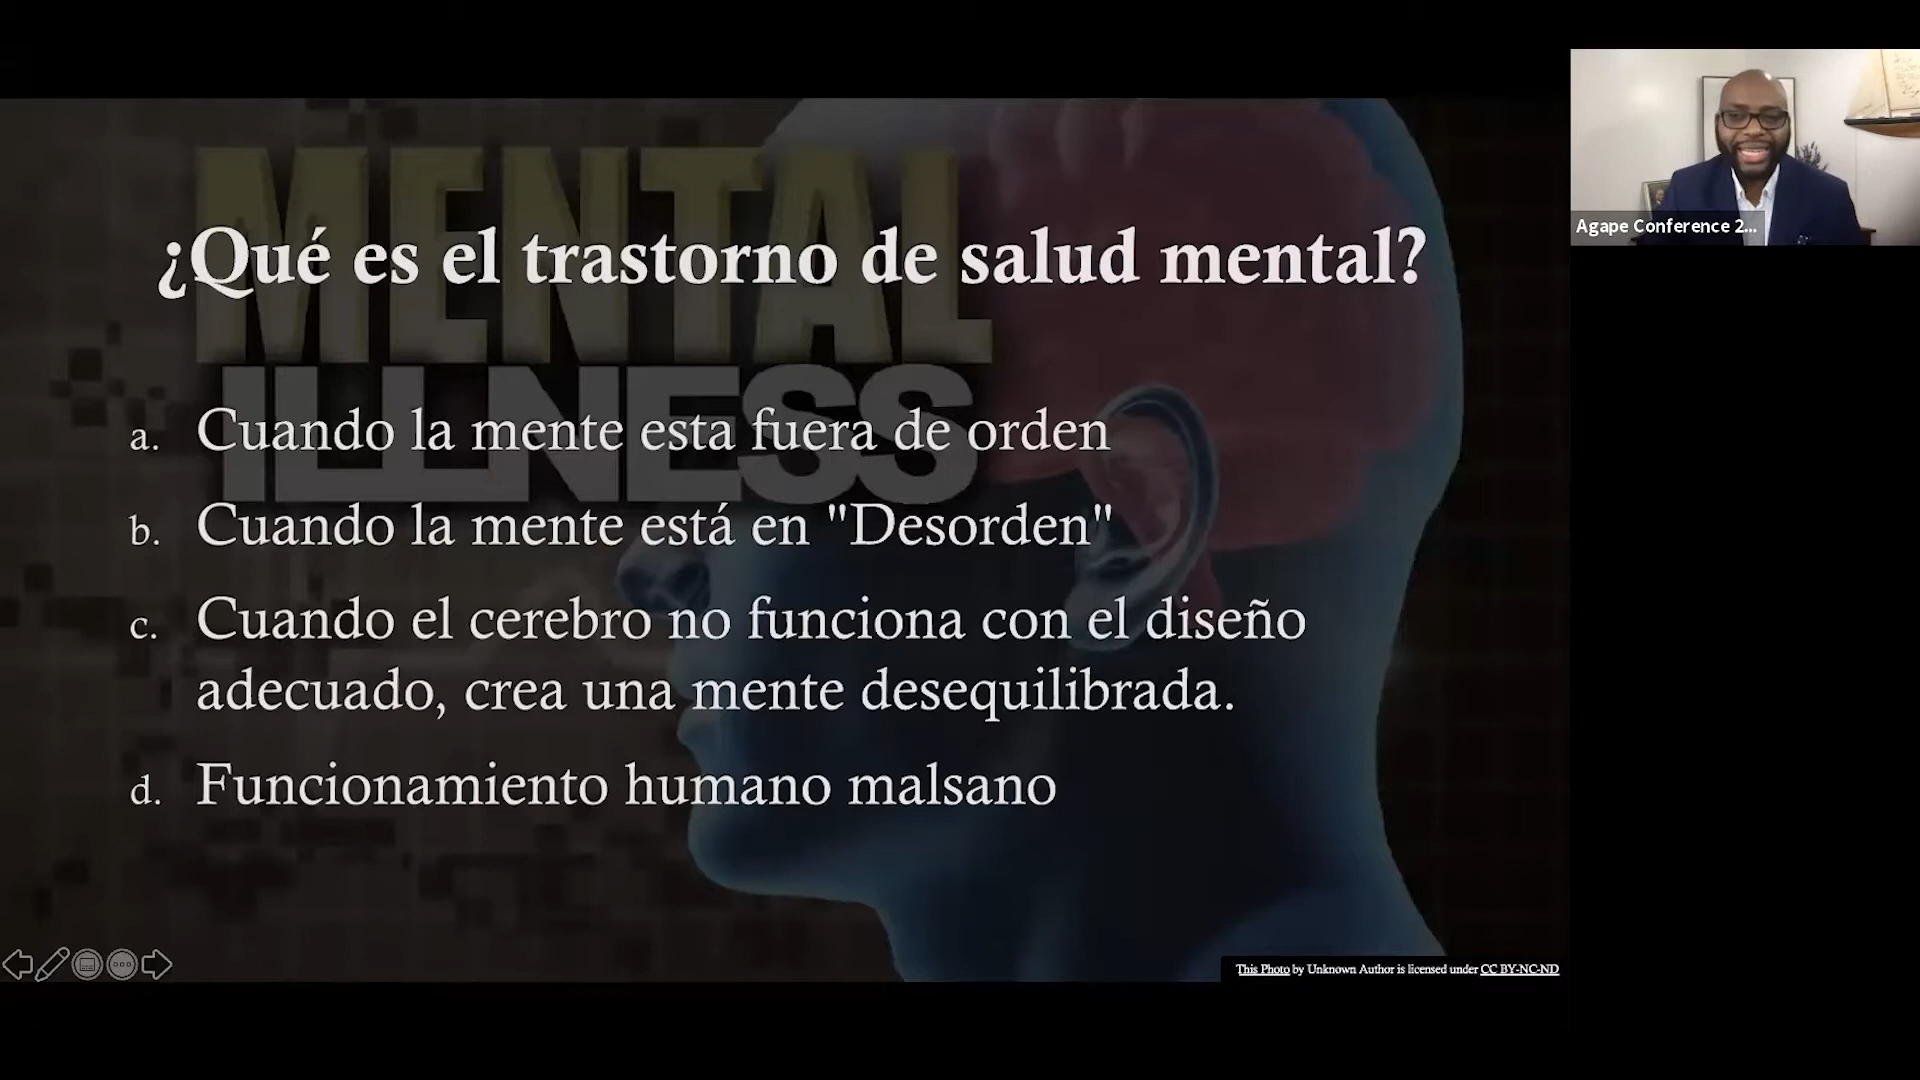 MENTAL
ILLNESS
¿Qué es el trastorno de salud mental?
a. Cuando la mente esta fuera de orden
b. Cuando la mente está en "Desorden"
c. Cuando el cerebro no funciona con el diseño
adecuado, crea una mente desequilibrada.
d. Funcionamiento humano malsano
This Photo by Unknown Author is licensed under CC BY-NC-ND
Agape Conference 2...